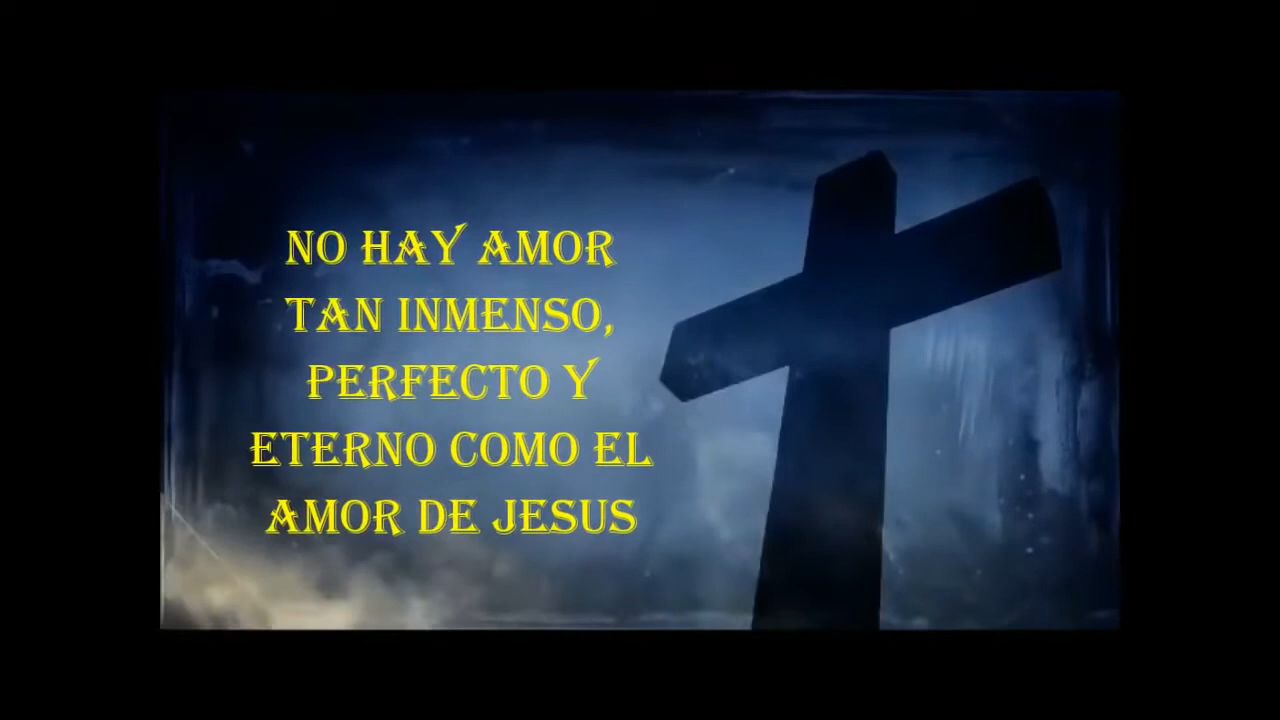 NO HAY AMOR
TAN INMENSO,
PERFECTO Y
ETERNO COMO EL
AMOR DE JESUS